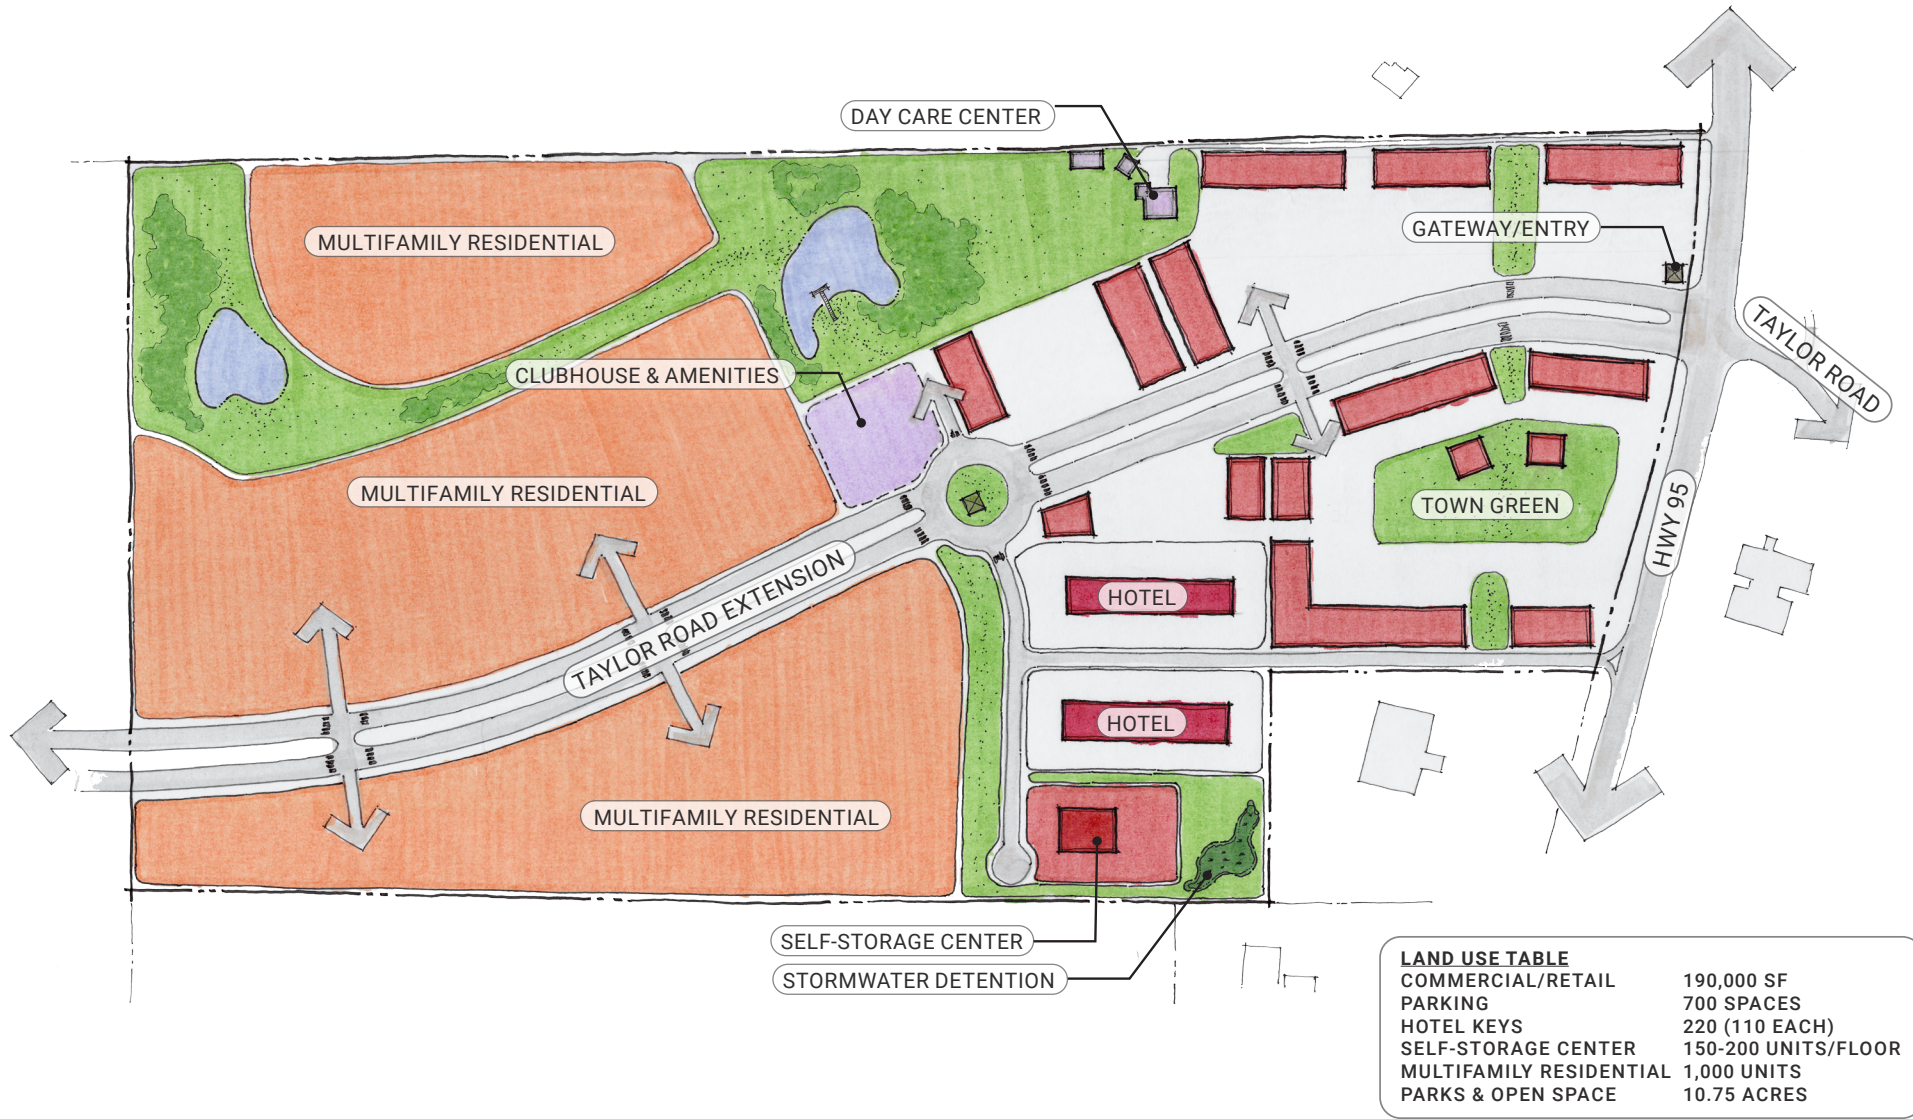 DAY CARE CENTER
MULTIFAMILY RESIDENTIAL
GATEWAY/ENTRY
TAYLOR ROAD
CLUBHOUSE & AMENITIES
MULTIFAMILY RESIDENTIAL
TOWN GREEN
HWY 95
TAYLOR ROAD EXTENSION
HOTEL
HOTEL
MULTIFAMILY RESIDENTIAL
SELF-STORAGE CENTER
STORMWATER DETENTION
LAND USE TABLE
COMMERCIAL/RETAIL 190,000 SF
PARKING 700 SPACES
HOTEL KEYS 220 (110 EACH)
SELF-STORAGE CENTER 150-200 UNITS/FLOOR
MULTIFAMILY RESIDENTIAL 1,000 UNITS
PARKS & OPEN SPACE 10.75 ACRES